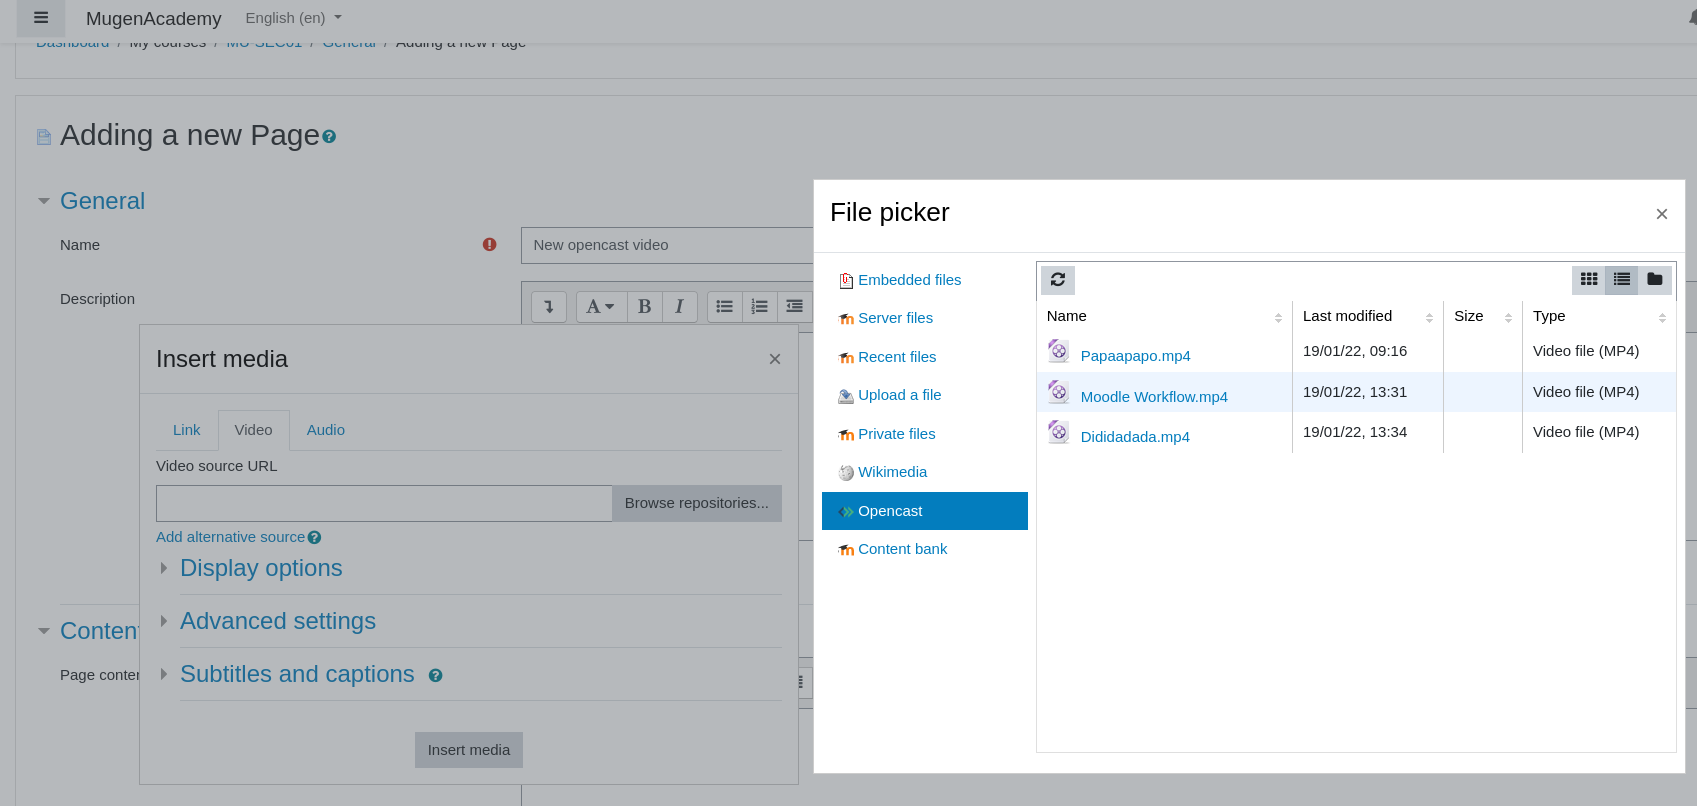 MugenAcademy English (en)
Dashboard / My courses / MU-SEC01 / General / Adding a new Page
Adding a new Page
General
Name
New opencast video
Description
A B I
Insert media
×
Link
Video
Audio
Video source URL
Browse repositories...
Add alternative source
Display options
Advanced settings
Subtitles and captions
Insert media
Content
Page conter
File picker
×
Embedded files
Server files
Recent files
Upload a file
Private files
Wikimedia
Opencast
Content bank
Name Last modified Size Type
Papaapapo.mp4 19/01/22, 09:16 Video file (MP4)
Moodle Workflow.mp4 19/01/22, 13:31 Video file (MP4)
Dididadada.mp4 19/01/22, 13:34 Video file (MP4)